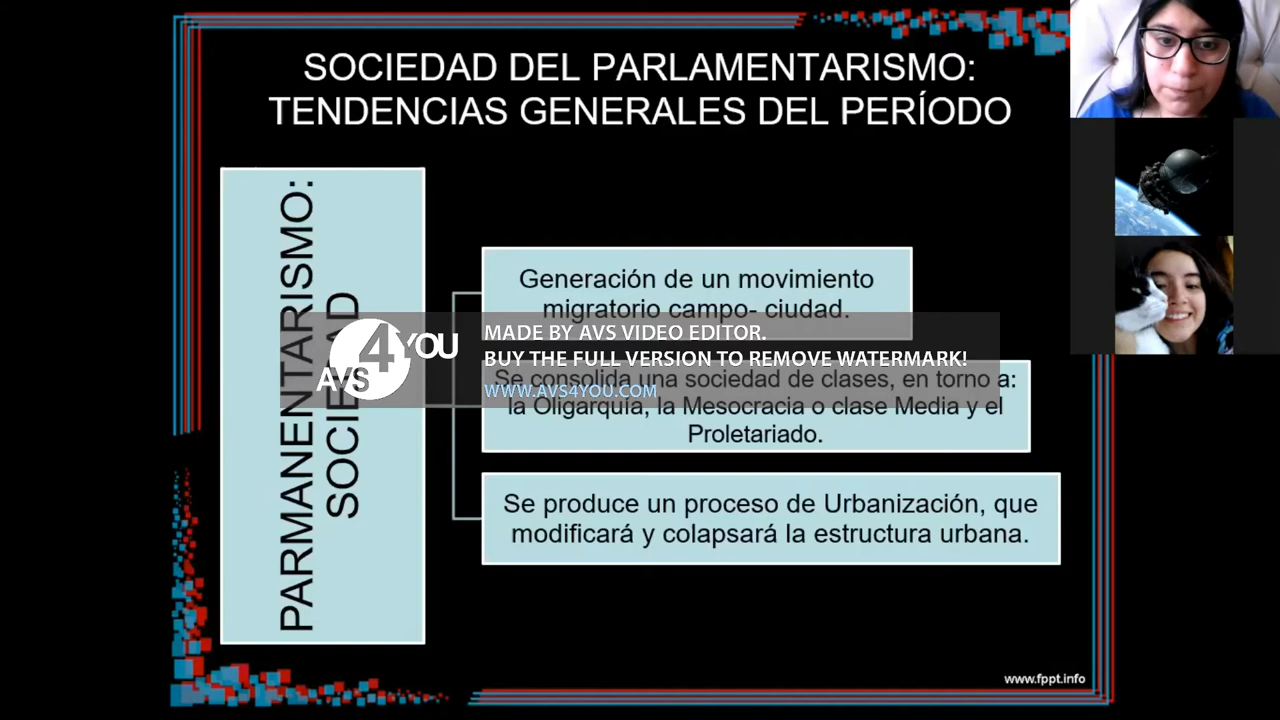 SOCIEDAD DEL PARLAMENTARISMO:
TENDENCIAS GENERALES DEL PERÍODO
PARMANENTARISMO:
SOCIEDAD
Generación de un movimiento
migratorio campo- ciudad.
Se consolida una sociedad de clases, en torno a:
la Oligarquía, la Mesocracia o clase Media y el
Proletariado.
Se produce un proceso de Urbanización, que
modificará y colapsará la estructura urbana.
AVS4YOU
MADE BY AVS VIDEO EDITOR.
BUY THE FULL VERSION TO REMOVE WATERMARK!
WWW.AVS4YOU.COM
www.fppt.info